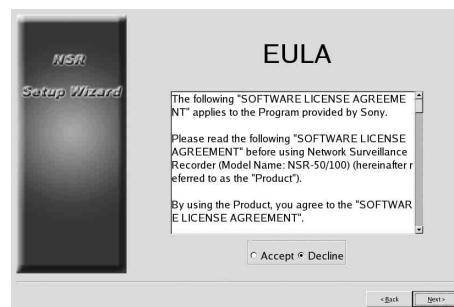 NSR
Setup Wizard
EULA
The following "SOFTWARE LICENSE AGREEME
NT" applies to the Program provided by Sony.
Please read the following "SOFTWARE LICENSE
AGREEMENT" before using Network Surveillance
Recorder (Model Name: NSR-50/100) (hereinafter r
eferred to as the "Product").
By using the Product, you agree to the "SOFTWAR
E LICENSE AGREEMENT".
Accept Decline
<Back Next>